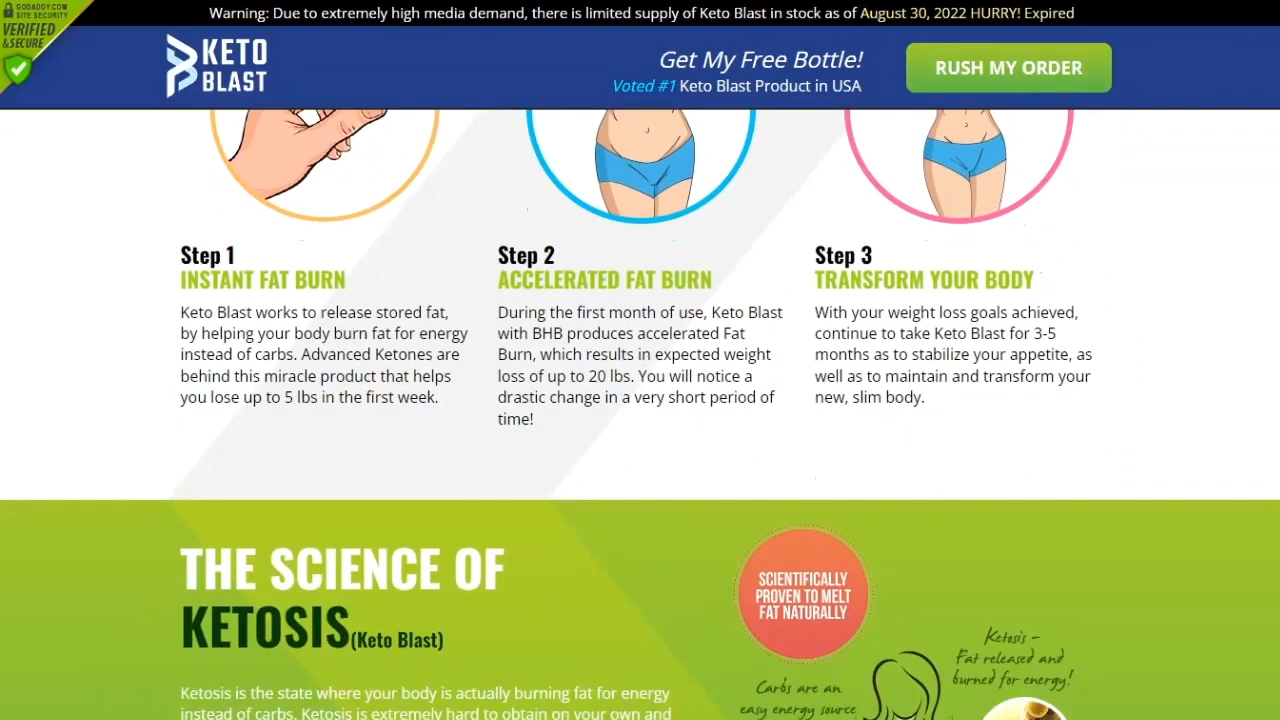 GODADDY.COM
SITE SECURITY
VERIFIED
&SECURE
Warning: Due to extremely high media demand, there is limited supply of Keto Blast in stock as of August 30, 2022 HURRY! Expired
KETO
BLAST
Get My Free Bottle!
Voted #1 Keto Blast Product in USA
RUSH MY ORDER
Step 1
INSTANT FAT BURN
Keto Blast works to release stored fat,
by helping your body burn fat for energy
instead of carbs. Advanced Ketones are
behind this miracle product that helps
you lose up to 5 lbs in the first week.
Step 2
ACCELERATED FAT BURN
During the first month of use, Keto Blast
with BHB produces accelerated Fat
Burn, which results in expected weight
loss of up to 20 lbs. You will notice a
drastic change in a very short period of
time!
Step 3
TRANSFORM YOUR BODY
With your weight loss goals achieved,
continue to take Keto Blast for 3-5
months as to stabilize your appetite, as
well as to maintain and transform your
new, slim body.
THE SCIENCE OF
KETOSIS(Keto Blast)
Ketosis is the state where your body is actually burning fat for energy
instead of carbs. Ketosis is extremely hard to obtain on your own and
SCIENTIFICALLY
PROVEN TO MELT
FAT NATURALLY
Ketosis –
Fat released and
burned for energy!
Carbs are an
easy energy source